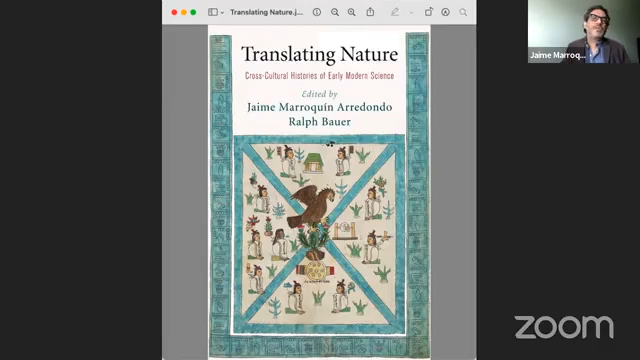 Translating Nature.j...
Translating Nature
Cross-Cultural Histories of Early Modern Science
Edited by
Jaime Marroquín Arredondo
Ralph Bauer
Jaime Marroq...
zoom